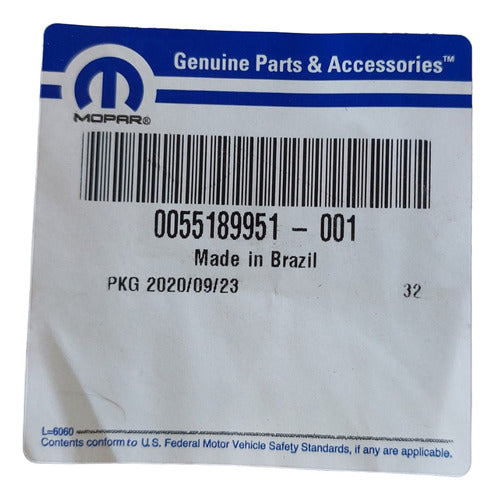 Genuine Parts & Accessories™
MOPAR®
0055189951 - 001
Made in Brazil
PKG 2020/09/23 32
L=6060
Contents conform to U.S. Federal Motor Vehicle Safety Standards, if any are applicable.